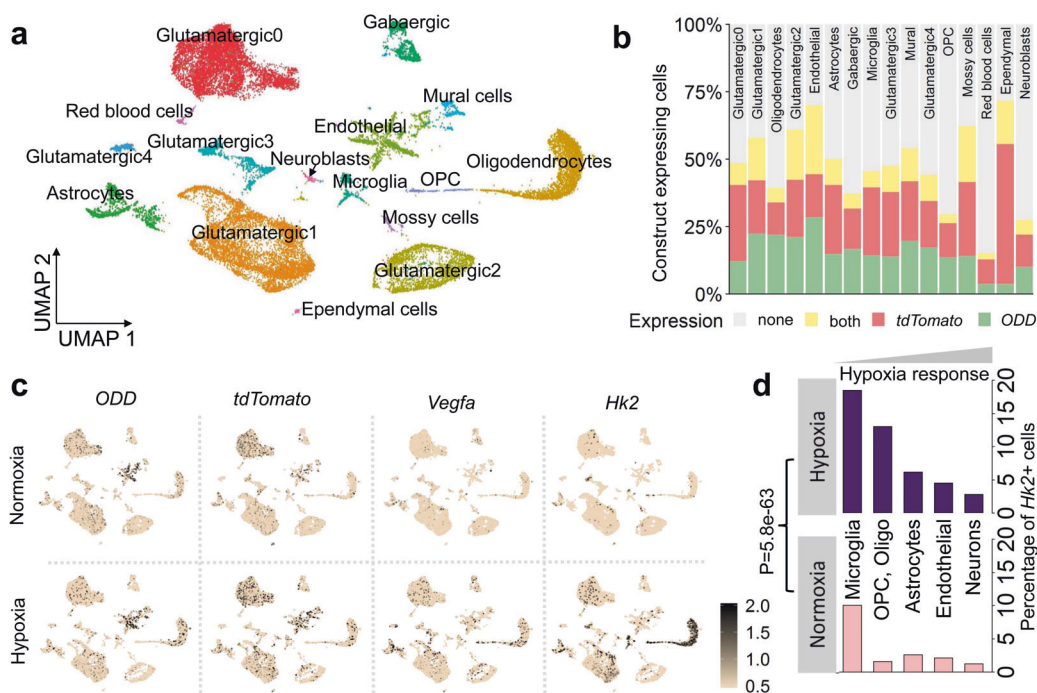 a
Glutamatergic0
Gabaergic
Red blood cells
Mural cells
Endothelial
Glutamatergic3
Glutamatergic4
Neuroblasts
Oligodendrocytes
Microglia
OPC
Astrocytes
Mossy cells
Glutamatergic1
Glutamatergic2
Ependymal cells
UMAP 2
UMAP 1
b
Construct expressing cells
100%
75%
50%
25%
0%
Glutamatergic0
Glutamatergic1
Oligodendrocytes
Glutamatergic2
Endothelial
Astrocytes
Gabaergic
Microglia
Glutamatergic3
Mural
Glutamatergic4
OPC
Mossy cells
Red blood cells
Ependymal
Neuroblasts
Expression none both tdTomato ODD
c
ODD tdTomato Vegfa Hk2
Normoxia
Hypoxia
2.0
1.5
1.0
0.5
d
Hypoxia response
Hypoxia
20
15
10
5
0
P=5.8e-63
Microglia
OPC, Oligo
Astrocytes
Endothelial
Neurons
Normoxia
20
15
10
5
0
Percentage of Hk2+ cells